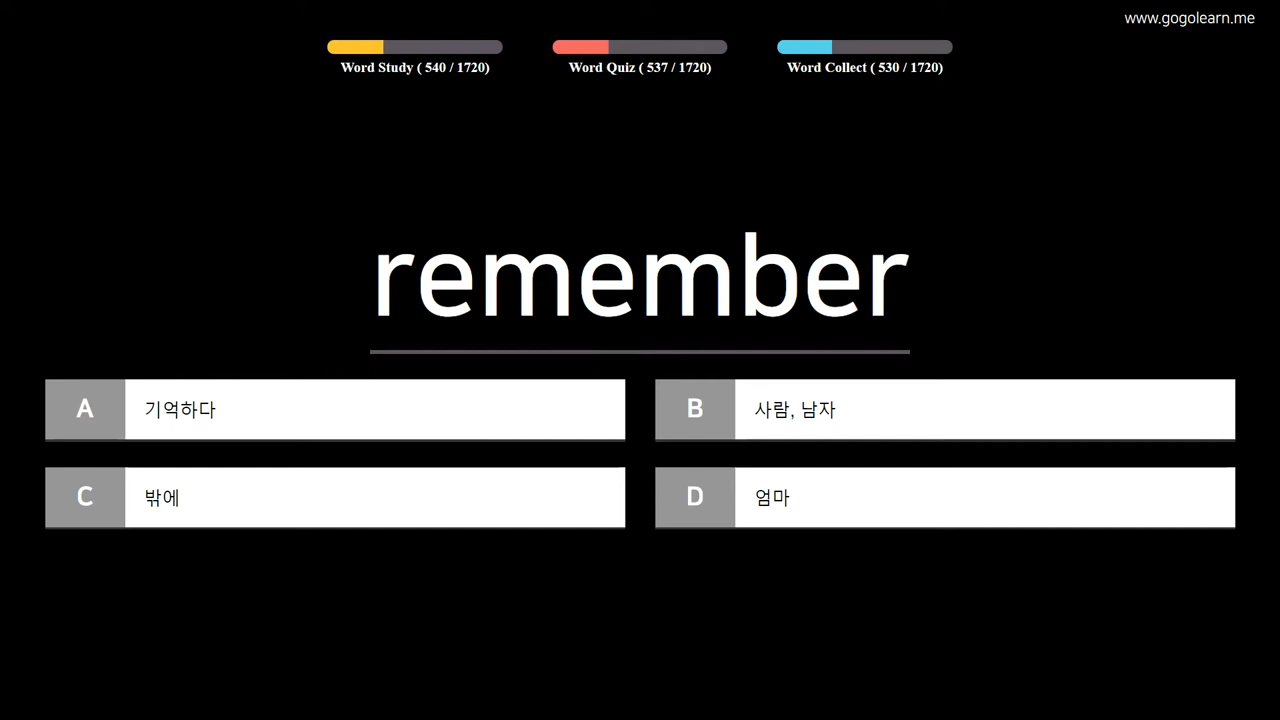 www.gogolearn.me
Word Study ( 540 / 1720)
Word Quiz ( 537 / 1720)
Word Collect ( 530 / 1720)
remember
A 기억하다
B 사람, 남자
C 밖에
D 엄마